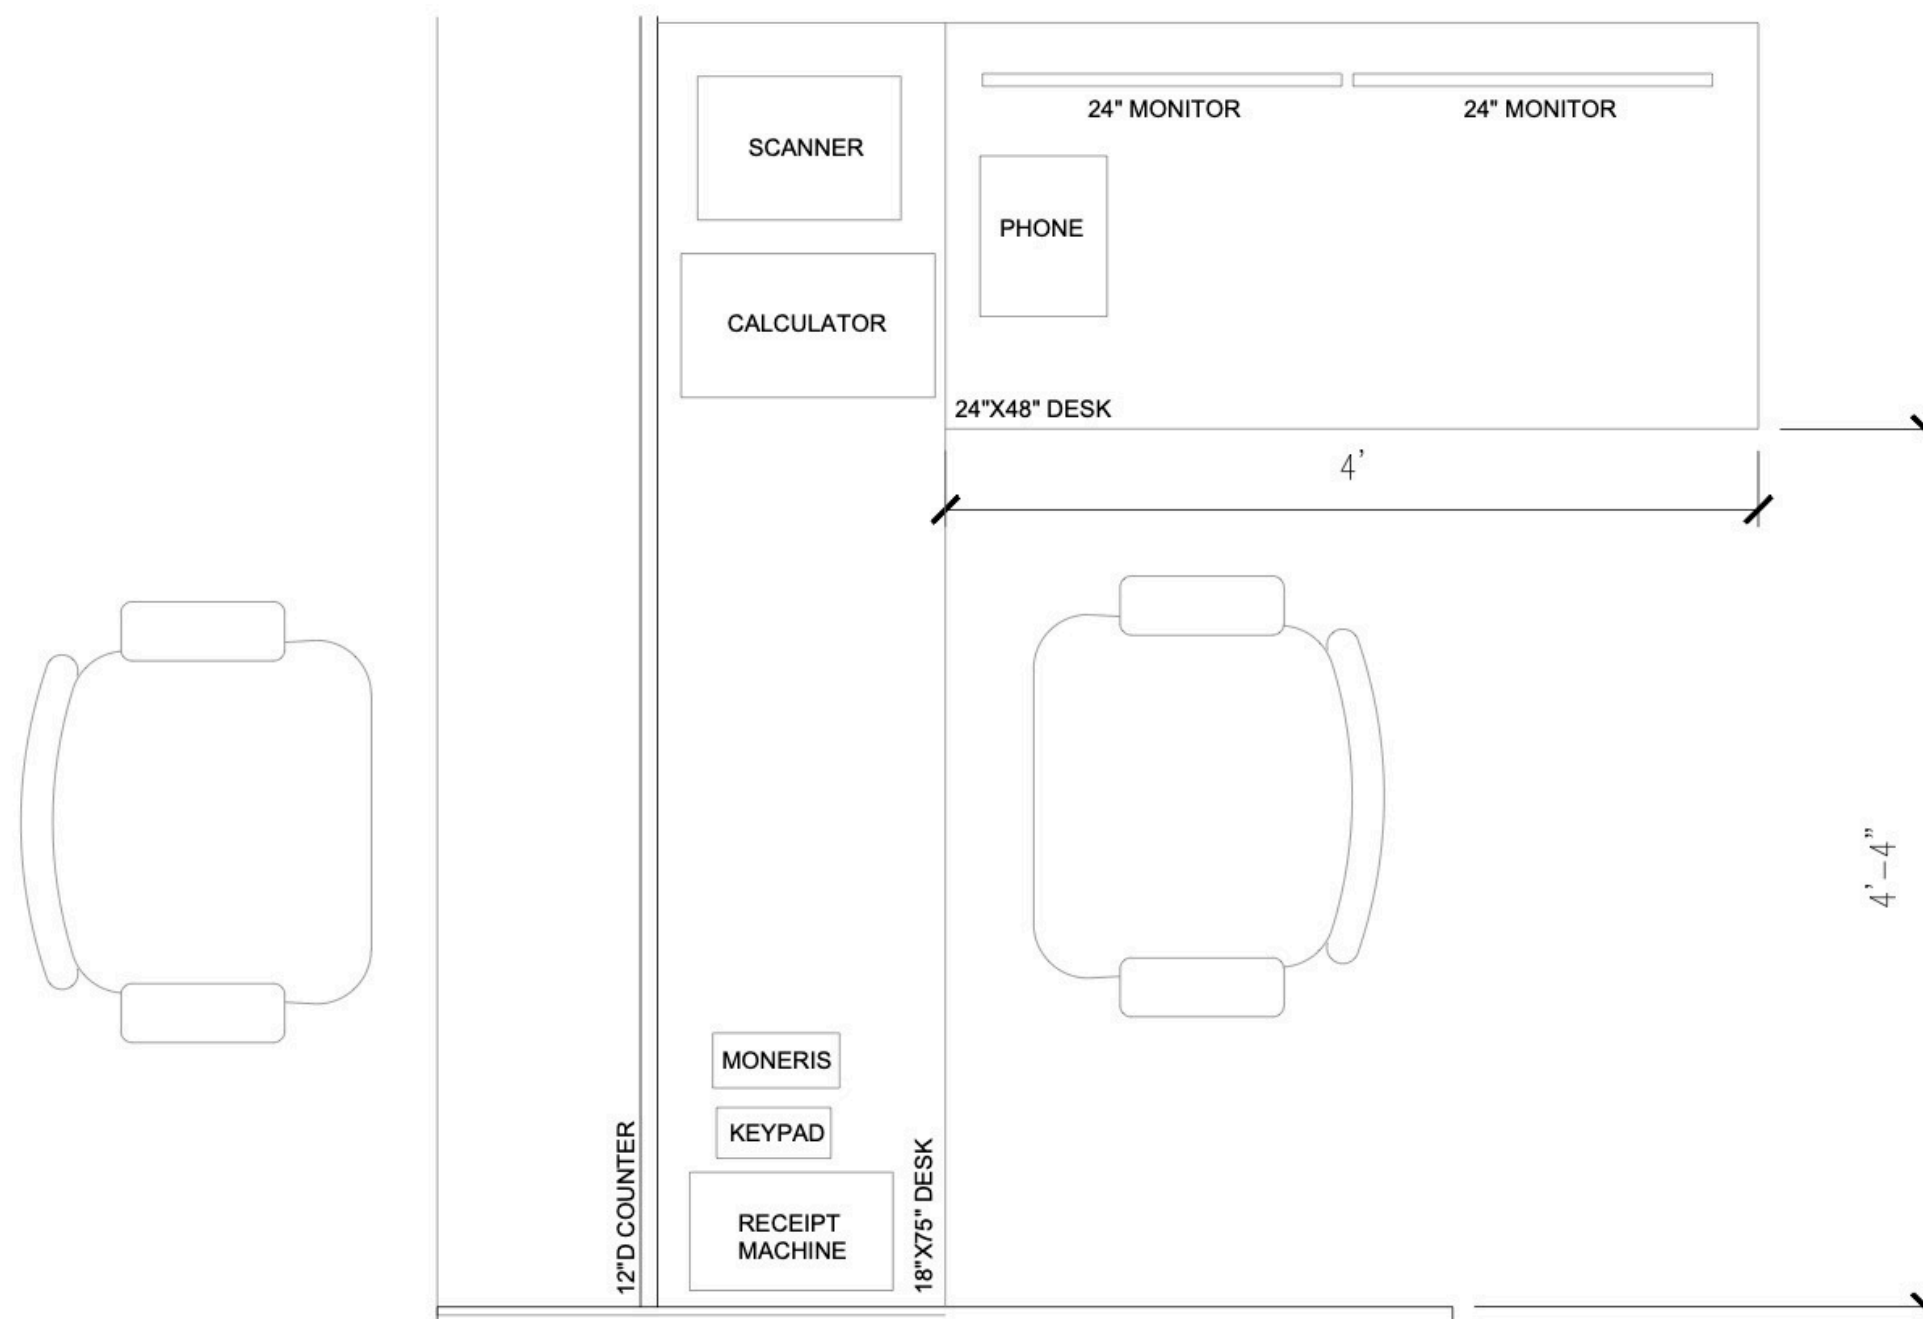 24" MONITOR
24" MONITOR
SCANNER
PHONE
CALCULATOR
24"X48" DESK
4'
4'-4"
MONERIS
KEYPAD
RECEIPT
MACHINE
12"D COUNTER
18"X75" DESK